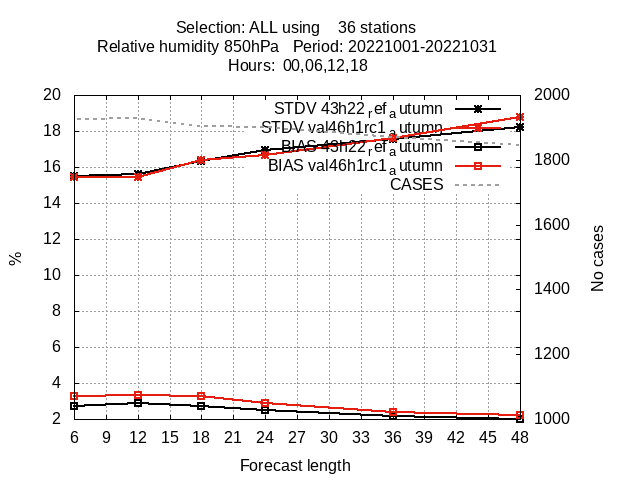 Selection: ALL using 36 stations
Relative humidity 850hPa Period: 20221001-20221031
Hours: 00,06,12,18
STDV 43h22_ref_autumn
STDV val46h1rc1_autumn
BIAS 43h22_ref_autumn
BIAS val46h1rc1_autumn
CASES
20
18
16
14
12
10
8
6
4
2
%
2000
1800
1600
1400
1200
1000
No cases
6 9 12 15 18 21 24 27 30 33 36 39 42 45 48
Forecast length